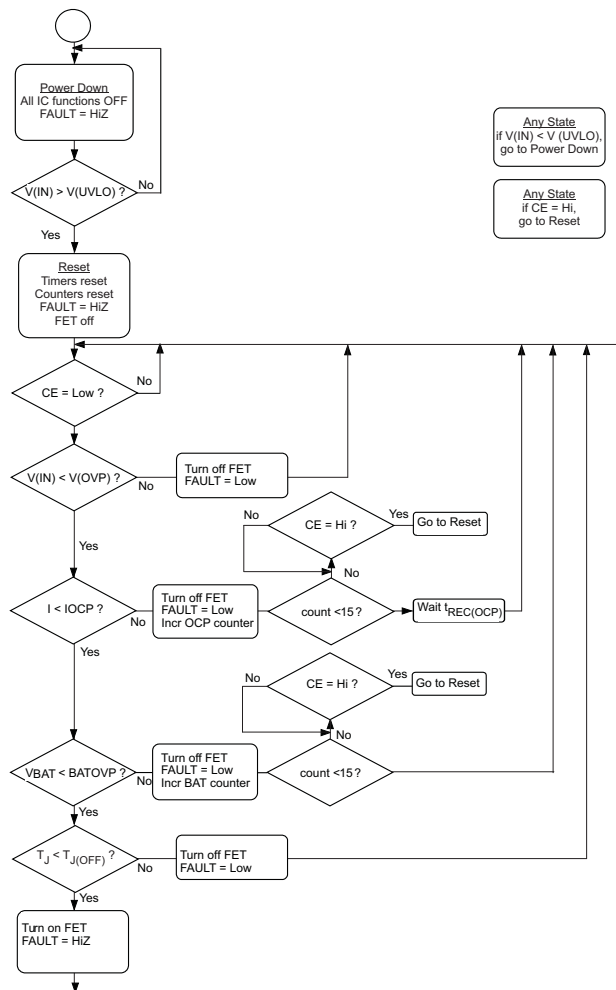 Power Down
All IC functions OFF
FAULT = HiZ
Any State
if V(IN) < V (UVLO),
go to Power Down
V(IN) > V(UVLO) ?
No
Any State
if CE = Hi,
go to Reset
Yes
Reset
Timers reset
Counters reset
FAULT = HiZ
FET off
CE = Low ?
No
V(IN) < V(OVP) ?
No
Turn off FET
FAULT = Low
Yes
No
CE = Hi ?
Yes
Go to Reset
No
I < IOCP ?
No
Turn off FET
FAULT = Low
Incr OCP counter
count <15 ?
Wait tREC(OCP)
Yes
No
CE = Hi ?
Yes
Go to Reset
No
VBAT < BATOVP ?
No
Turn off FET
FAULT = Low
Incr BAT counter
count <15 ?
Yes
TJ < TJ(OFF) ?
No
Turn off FET
FAULT = Low
Yes
Turn on FET
FAULT = HiZ